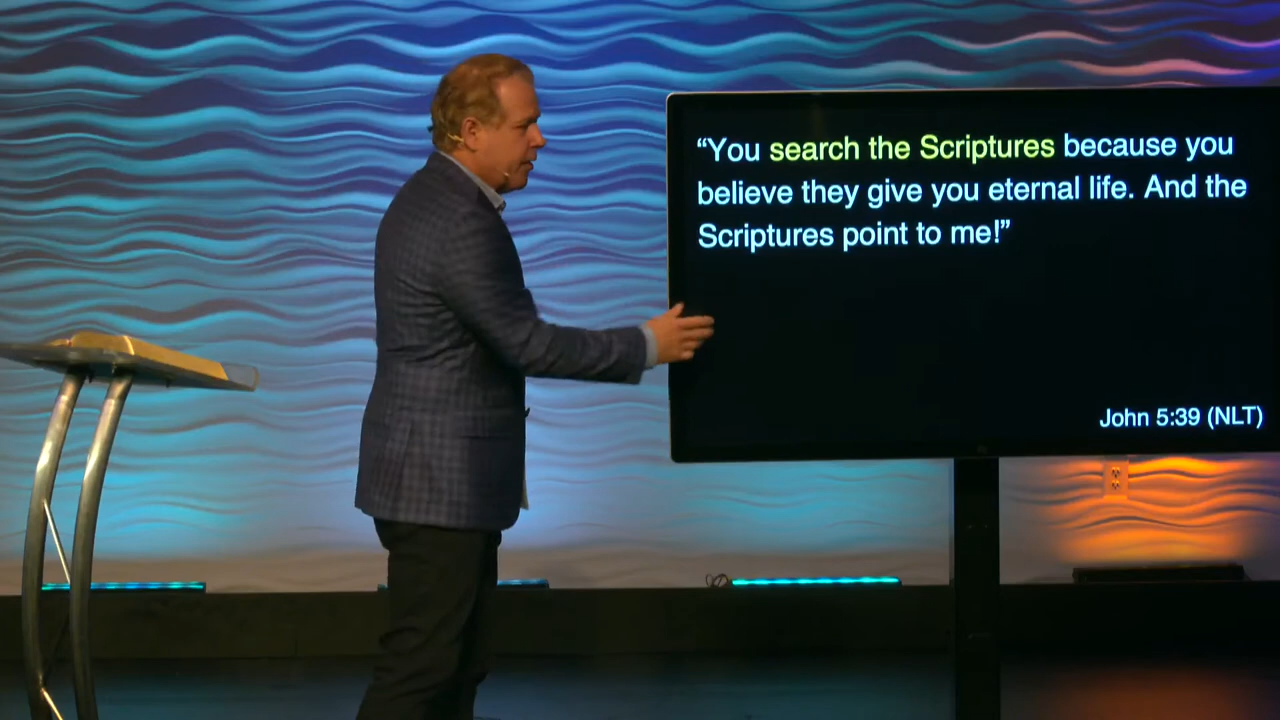 “You search the Scriptures because you
believe they give you eternal life. And the
Scriptures point to me!”
John 5:39 (NLT)